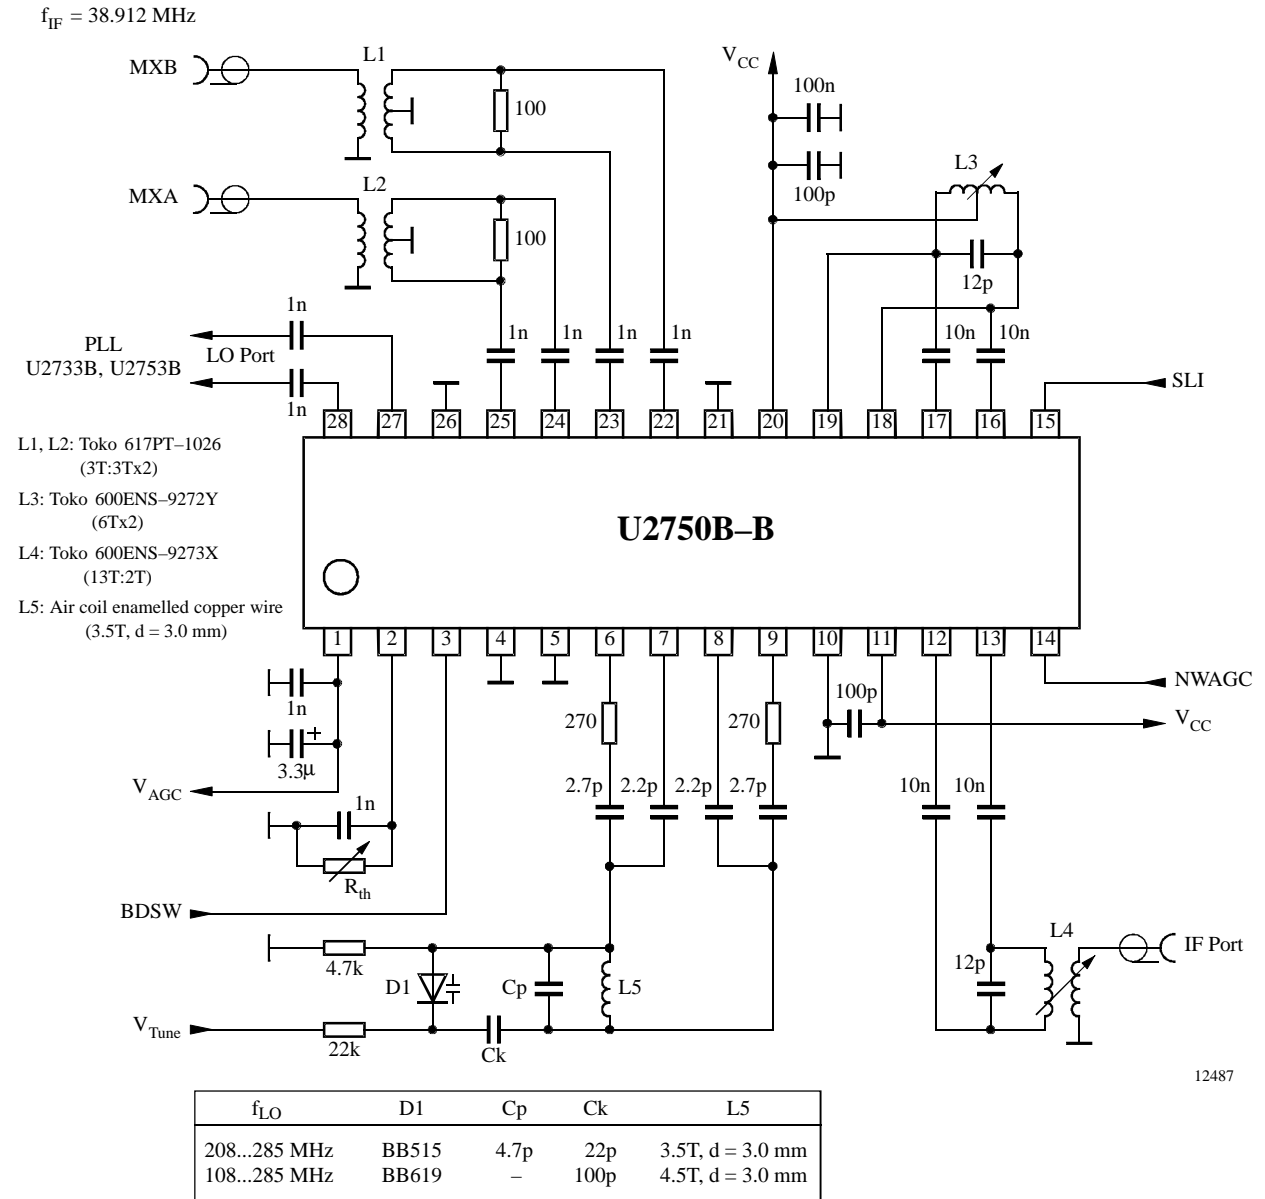 f_IF = 38.912 MHz
MXB
L1
100
V_CC
100n
100p
L3
MXA
L2
100
12p
1n
PLL
U2733B, U2753B
LO Port
1n
1n
1n
1n
1n
10n
10n
SLI
28 27 26 25 24 23 22 21 20 19 18 17 16 15
L1, L2: Toko 617PT–1026
(3T:3Tx2)
L3: Toko 600ENS–9272Y
(6Tx2)
L4: Toko 600ENS–9273X
(13T:2T)
L5: Air coil enamelled copper wire
(3.5T, d = 3.0 mm)
U2750B–B
1 2 3 4 5 6 7 8 9 10 11 12 13 14
1n
+
3.3µ
V_AGC
1n
R_th
BDSW
270
270
100p
NWAGC
V_CC
2.7p 2.2p 2.2p 2.7p
10n 10n
4.7k
D1
Cp
L5
12p
L4
IF Port
V_Tune
22k
Ck
12487
f_LO D1 Cp Ck L5
208...285 MHz BB515 4.7p 22p 3.5T, d = 3.0 mm
108...285 MHz BB619 – 100p 4.5T, d = 3.0 mm